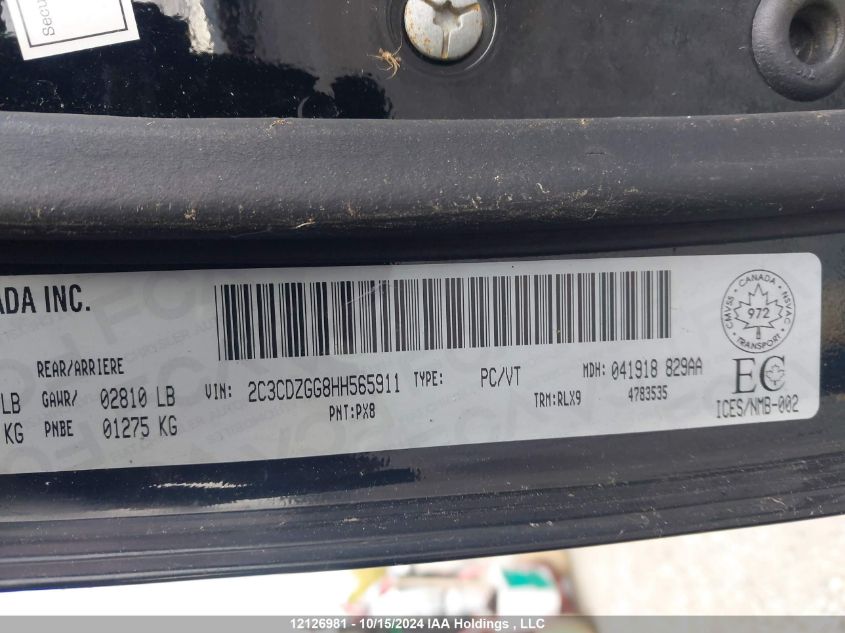 Secu
ADA INC.
REAR/ARRIERE
LB GAWR/ 02810 LB
KG PNBE 01275 KG
VIN: 2C3CDZGG8HH565911 TYPE: PC/VT MDH: 041918 829AA
PNT:PX8 TRM:RLX9 4783535
CANADA
CMVSS NSVAC
972
TRANSPORT
EC
ICES/NMB-002
12126981 - 10/15/2024 IAA Holdings , LLC